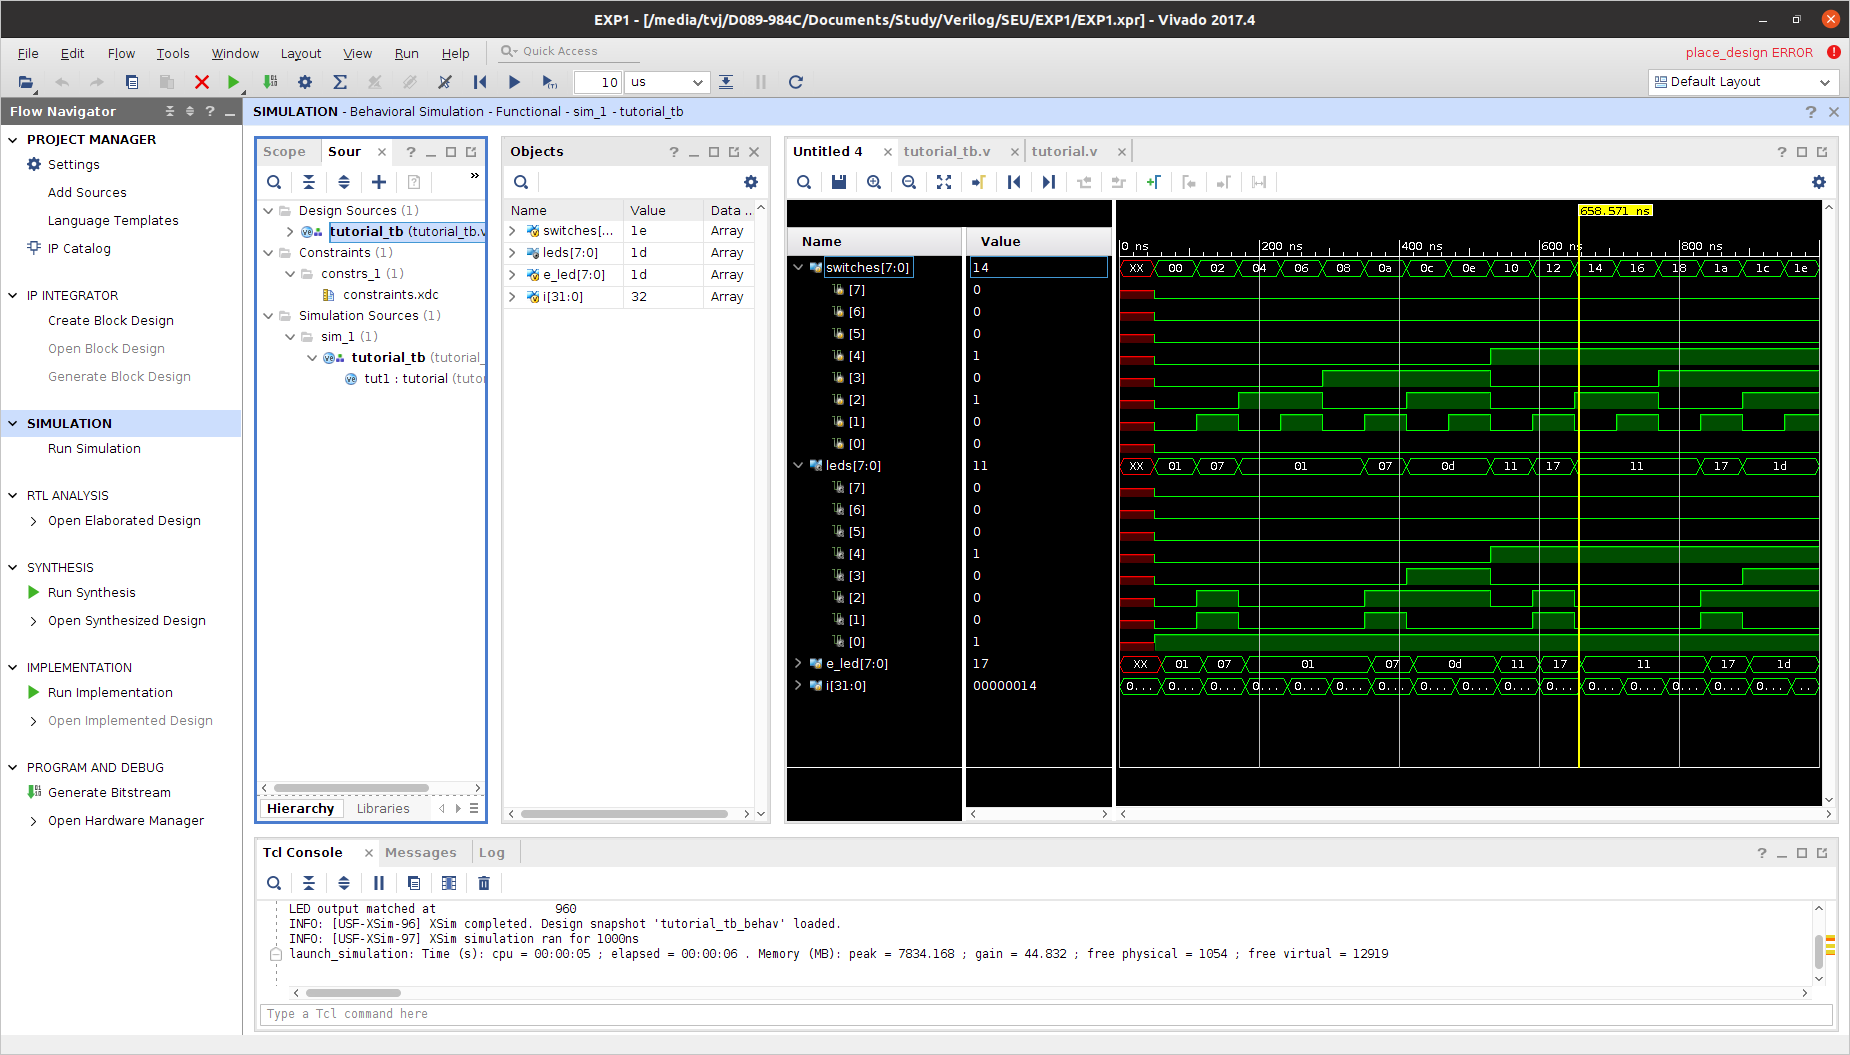 EXP1 - [/media/tvj/D089-984C/Documents/Study/Verilog/SEU/EXP1/EXP1.xpr] - Vivado 2017.4
File Edit Flow Tools Window Layout View Run Help Quick Access
place_design ERROR
10 us
Default Layout
Flow Navigator
PROJECT MANAGER
Settings
Add Sources
Language Templates
IP Catalog
IP INTEGRATOR
Create Block Design
Open Block Design
Generate Block Design
SIMULATION
Run Simulation
RTL ANALYSIS
Open Elaborated Design
SYNTHESIS
Run Synthesis
Open Synthesized Design
IMPLEMENTATION
Run Implementation
Open Implemented Design
PROGRAM AND DEBUG
Generate Bitstream
Open Hardware Manager
SIMULATION - Behavioral Simulation - Functional - sim_1 - tutorial_tb
Scope Sour
Design Sources (1)
tutorial_tb (tutorial_tb.v
Constraints (1)
constrs_1 (1)
constraints.xdc
Simulation Sources (1)
sim_1 (1)
tutorial_tb (tutorial_
tut1 : tutorial (tuto
Hierarchy Libraries
Objects
Name Value Data ..
switches[... 1e Array
leds[7:0] 1d Array
e_led[7:0] 1d Array
i[31:0] 32 Array
Untitled 4 tutorial_tb.v tutorial.v
658.571 ns
Name Value
0 ns 200 ns 400 ns 600 ns 800 ns
switches[7:0] 14 XX 00 02 04 06 08 0a 0c 0e 10 12 14 16 18 1a 1c 1e
[7] 0
[6] 0
[5] 0
[4] 1
[3] 0
[2] 1
[1] 0
[0] 0
leds[7:0] 11 XX 01 07 01 07 0d 11 17 11 17 1d
[7] 0
[6] 0
[5] 0
[4] 1
[3] 0
[2] 0
[1] 0
[0] 1
e_led[7:0] 17 XX 01 07 01 07 0d 11 17 11 17 1d
i[31:0] 00000014 0... 0... 0... 0... 0... 0... 0... 0... 0... 0... 0... 0... 0... 0... 0... 0... ...
Tcl Console Messages Log
LED output matched at 960
INFO: [USF-XSim-96] XSim completed. Design snapshot 'tutorial_tb_behav' loaded.
INFO: [USF-XSim-97] XSim simulation ran for 1000ns
launch_simulation: Time (s): cpu = 00:00:05 ; elapsed = 00:00:06 . Memory (MB): peak = 7834.168 ; gain = 44.832 ; free physical = 1054 ; free virtual = 12919
Type a Tcl command here